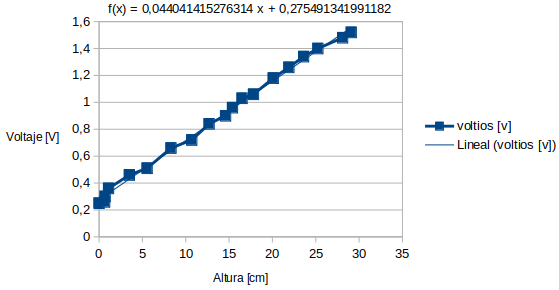 f(x) = 0,044041415276314 x + 0,275491341991182
1,6
1,4
1,2
1
0,8
0,6
0,4
0,2
0
Voltaje [V]
0 5 10 15 20 25 30 35
Altura [cm]
voltios [v]
Lineal (voltios [v])